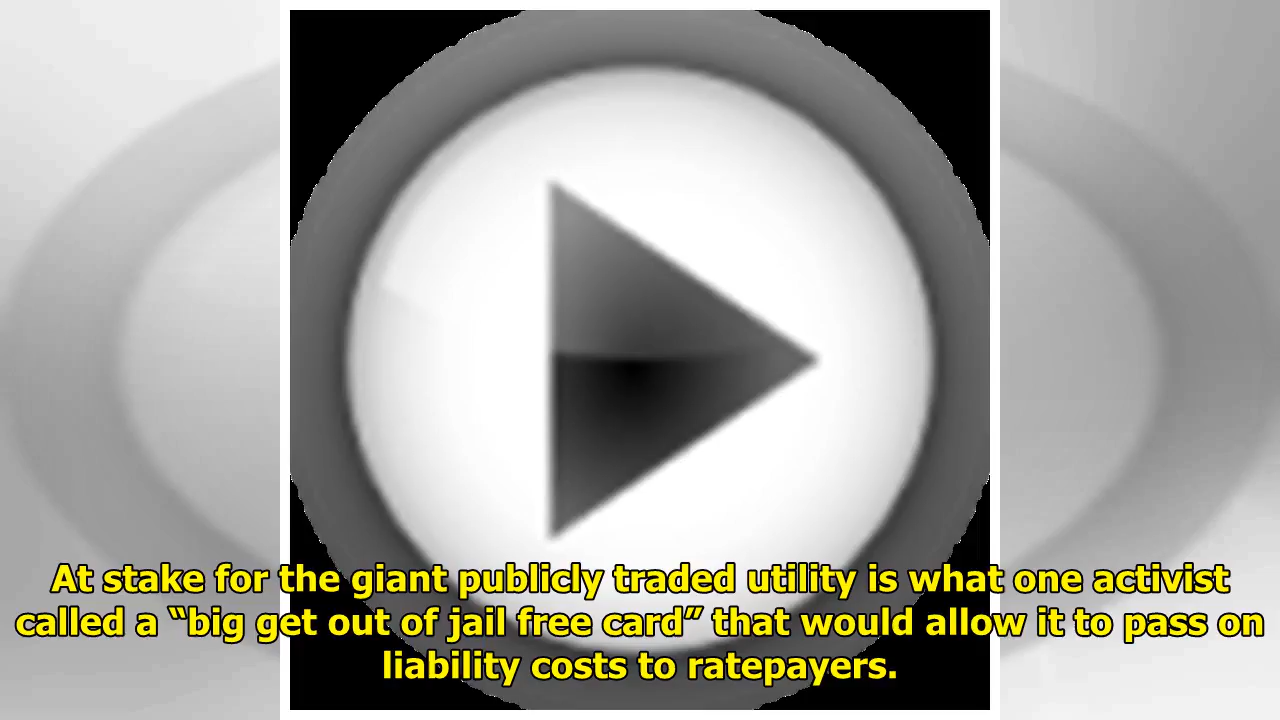 At stake for the giant publicly traded utility is what one activist
called a “big get out of jail free card” that would allow it to pass on
liability costs to ratepayers.